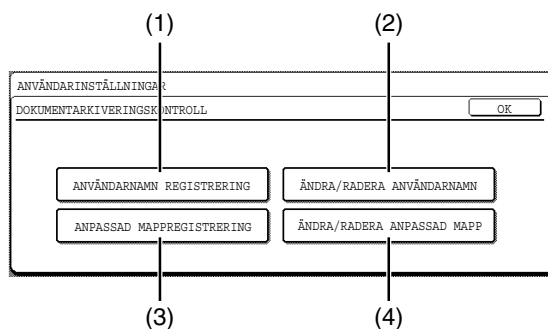 (1) (2)
ANVÄNDARINSTÄLLNINGAR
DOKUMENTARKIVERINGSKONTROLL OK
ANVÄNDARNAMN REGISTRERING ÄNDRA/RADERA ANVÄNDARNAMN
ANPASSAD MAPPREGISTRERING ÄNDRA/RADERA ANPASSAD MAPP
(3) (4)